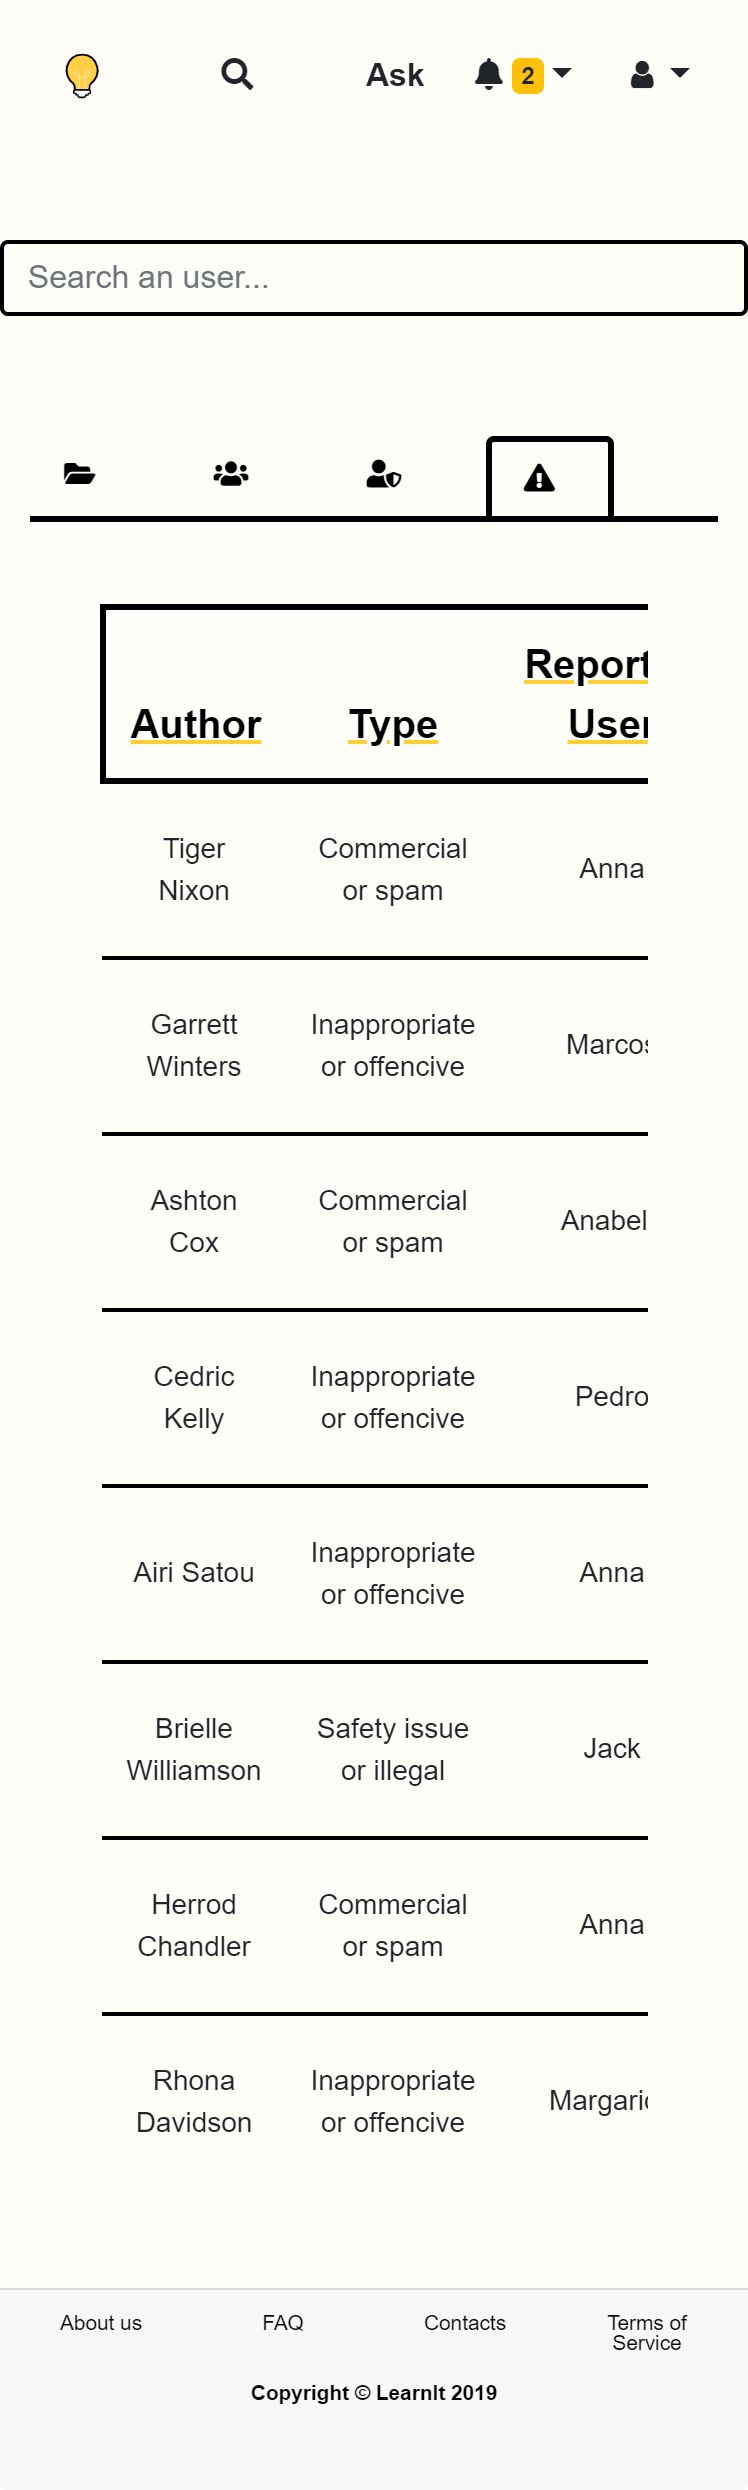 Ask 2
Search an user...
Report
Author Type User
Tiger Commercial
Nixon or spam Anna
Garrett Inappropriate
Winters or offencive Marcos
Ashton Commercial
Cox or spam Anabel
Cedric Inappropriate
Kelly or offencive Pedro
Airi Satou Inappropriate
or offencive Anna
Brielle Safety issue
Williamson or illegal Jack
Herrod Commercial
Chandler or spam Anna
Rhona Inappropriate
Davidson or offencive Margari
About us FAQ Contacts Terms of
Service
Copyright © LearnIt 2019